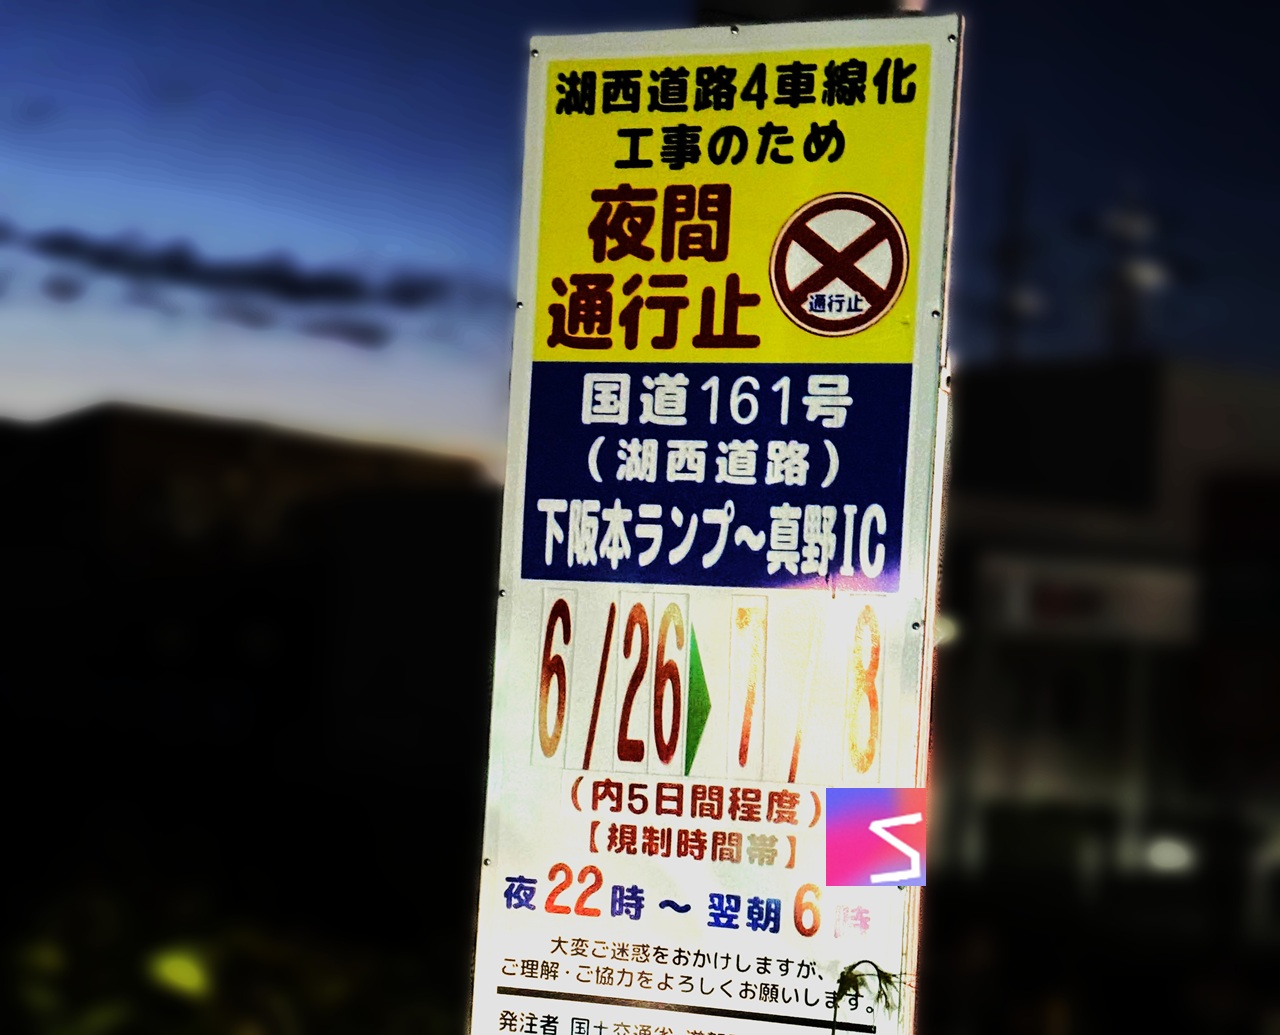 湖西道路4車線化
工事のため
夜間
通行止
通行止
国道161号
(湖西道路)
下阪本ランプ〜真野IC
6/26 7/8
(内5日間程度)
【規制時間帯】
夜22時〜翌朝6時
大変ご迷惑をおかけしますが、
ご理解・ご協力をよろしくお願いします。
発注者 国土交通省